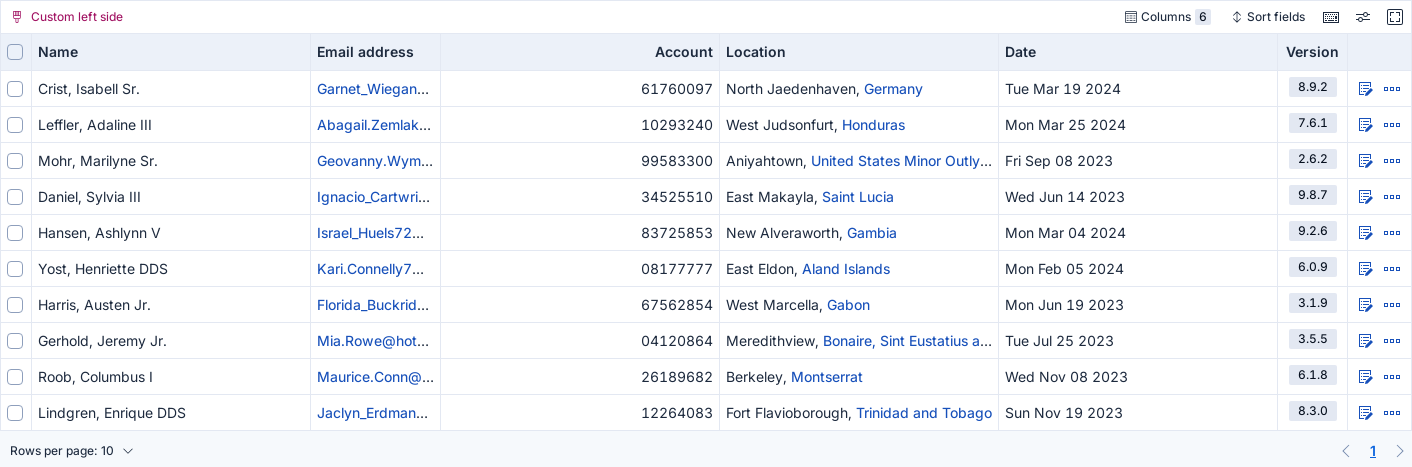 Custom left side Columns 6 Sort fields
Name Email address Account Location Date Version
Crist, Isabell Sr. Garnet_Wiegan... 61760097 North Jaedenhaven, Germany Tue Mar 19 2024 8.9.2
Leffler, Adaline III Abagail.Zemlak... 10293240 West Judsonfurt, Honduras Mon Mar 25 2024 7.6.1
Mohr, Marilyne Sr. Geovanny.Wym... 99583300 Aniyahtown, United States Minor Outly... Fri Sep 08 2023 2.6.2
Daniel, Sylvia III Ignacio_Cartwri... 34525510 East Makayla, Saint Lucia Wed Jun 14 2023 9.8.7
Hansen, Ashlynn V Israel_Huels72... 83725853 New Alveraworth, Gambia Mon Mar 04 2024 9.2.6
Yost, Henriette DDS Kari.Connelly7... 08177777 East Eldon, Aland Islands Mon Feb 05 2024 6.0.9
Harris, Austen Jr. Florida_Buckrid... 67562854 West Marcella, Gabon Mon Jun 19 2023 3.1.9
Gerhold, Jeremy Jr. Mia.Rowe@hot... 04120864 Meredithview, Bonaire, Sint Eustatius a... Tue Jul 25 2023 3.5.5
Roob, Columbus I Maurice.Conn@... 26189682 Berkeley, Montserrat Wed Nov 08 2023 6.1.8
Lindgren, Enrique DDS Jaclyn_Erdman... 12264083 Fort Flavioborough, Trinidad and Tobago Sun Nov 19 2023 8.3.0
Rows per page: 10 1